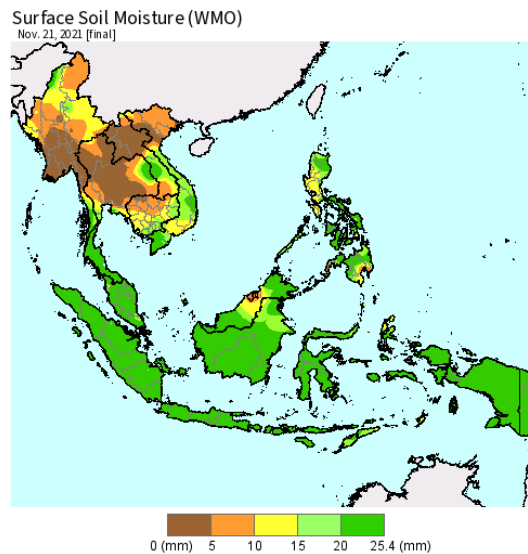 Surface Soil Moisture (WMO)
Nov. 21, 2021 [final]
0 (mm) 5 10 15 20 25.4 (mm)